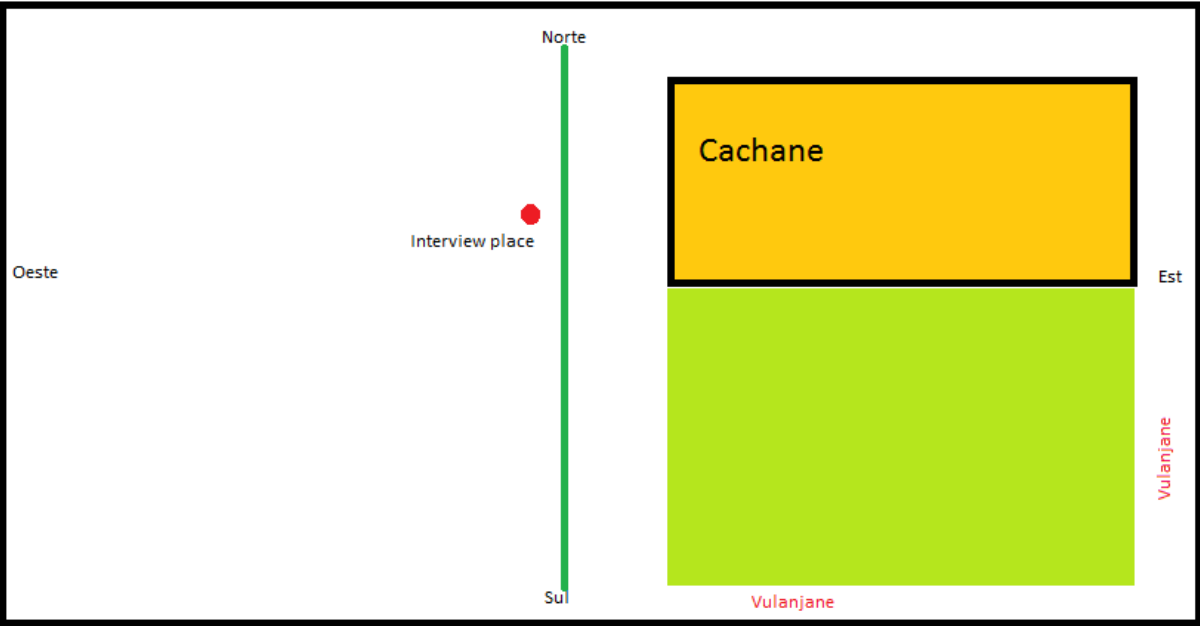 Norte
Cachane
Interview place
Oeste
Est
Vulanjane
Sul
Vulanjane